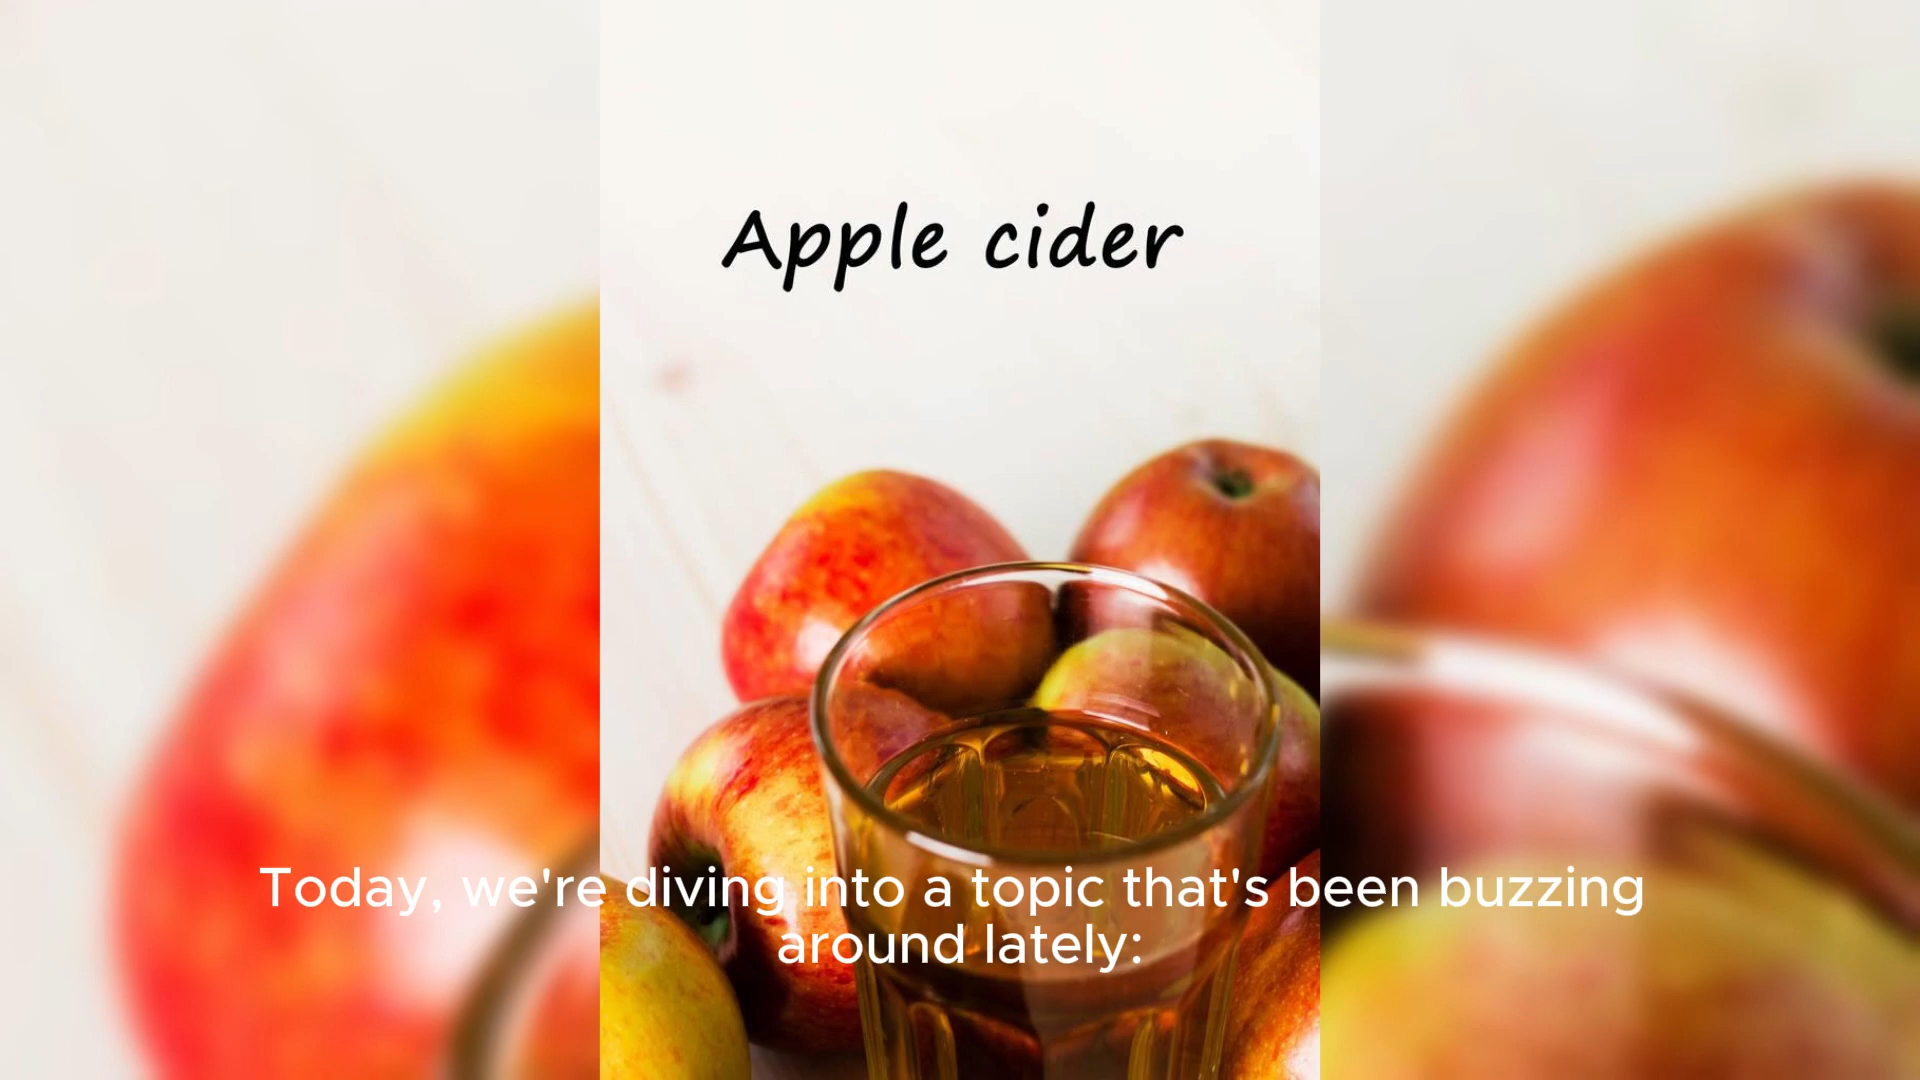 Apple cider
Today, we're diving into a topic that's been buzzing
around lately: